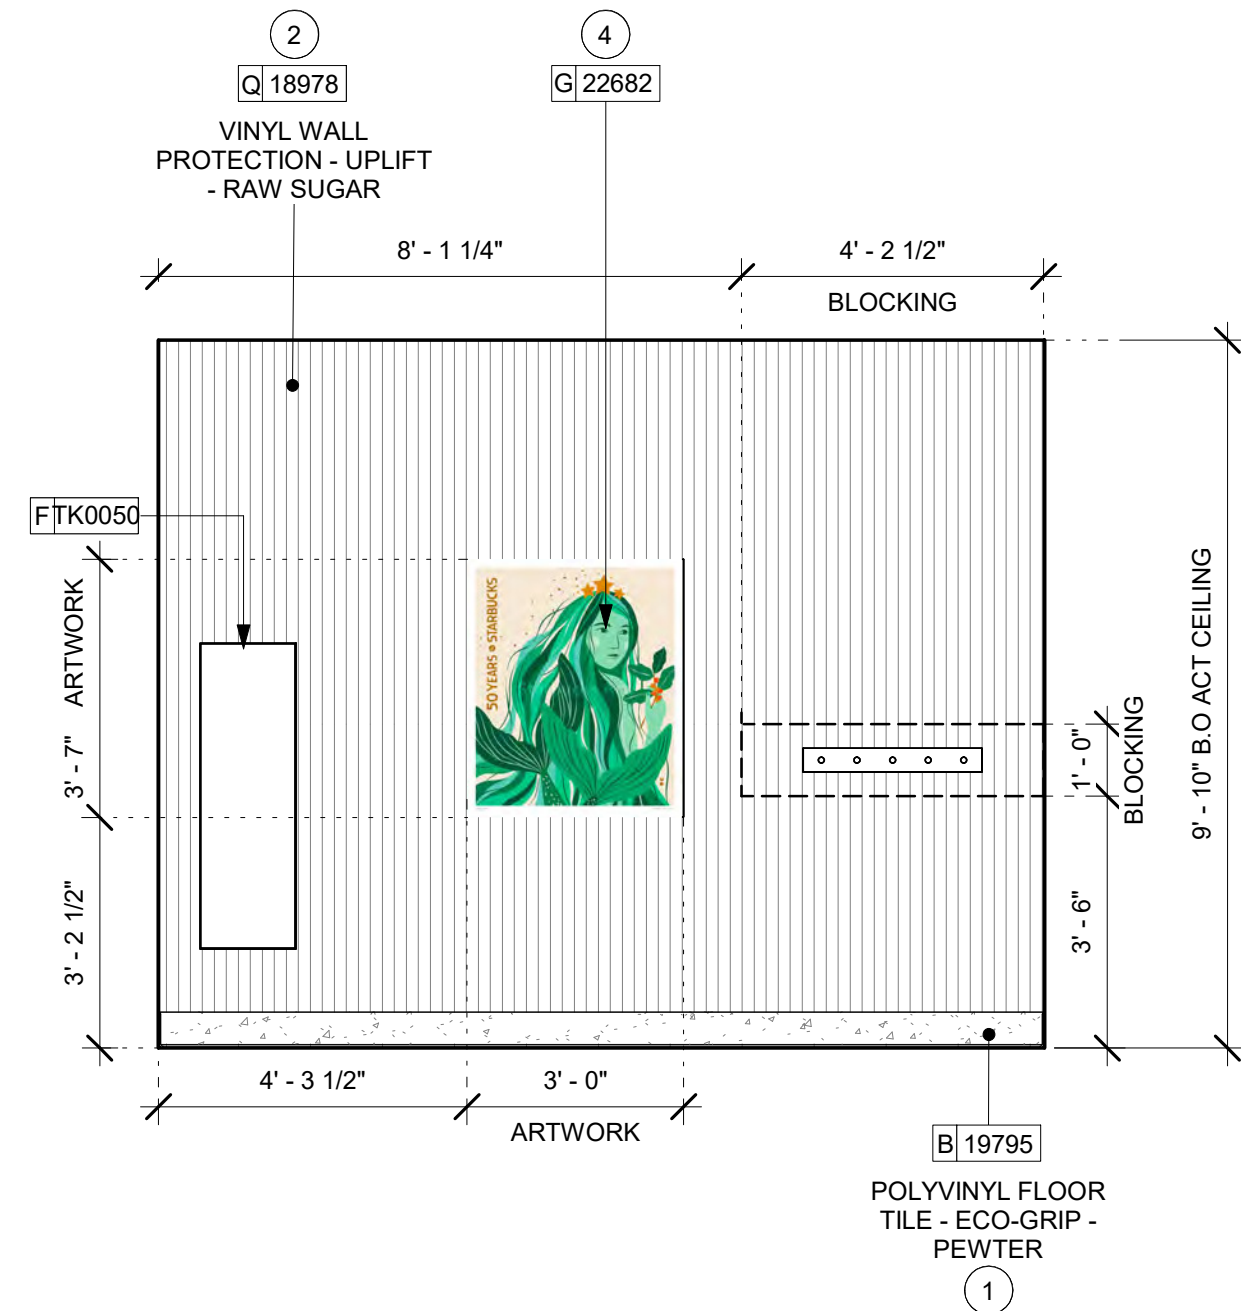 2
4
Q 18978
G 22682
VINYL WALL
PROTECTION - UPLIFT
- RAW SUGAR
8' - 1 1/4"
4' - 2 1/2"
BLOCKING
F TK0050
ARTWORK
3' - 7"
3' - 2 1/2"
50 YEARS STARBUCKS
1' - 0"
BLOCKING
3' - 6"
9' - 10" B.O ACT CEILING
4' - 3 1/2"
3' - 0"
ARTWORK
B 19795
POLYVINYL FLOOR
TILE - ECO-GRIP -
PEWTER
1